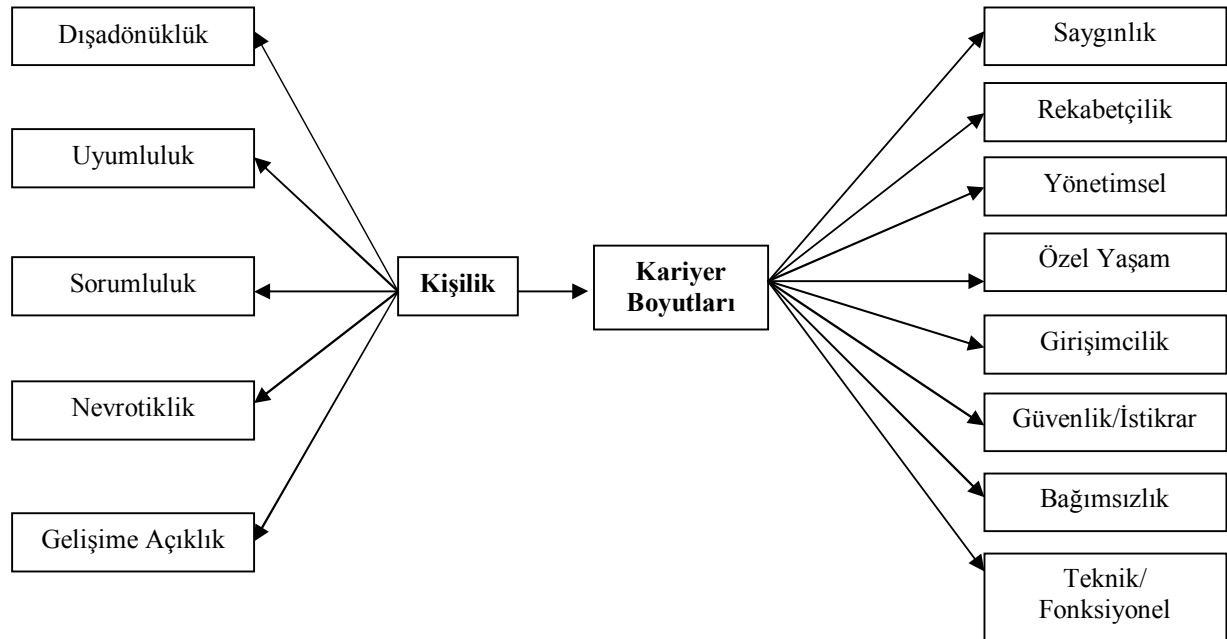 Dışadönüklük
Uyumluluk
Sorumluluk
Nevrotiklik
Gelişime Açıklık
Kişilik
Kariyer
Boyutları
Saygınlık
Rekabetçilik
Yönetimsel
Özel Yaşam
Girişimcilik
Güvenlik/İstikrar
Bağımsızlık
Teknik/
Fonksiyonel